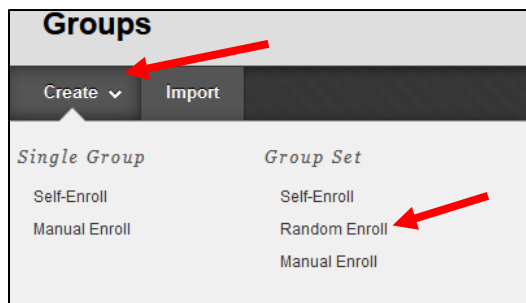 Groups
Create Import
Single Group Group Set
Self-Enroll Self-Enroll
Manual Enroll Random Enroll
Manual Enroll